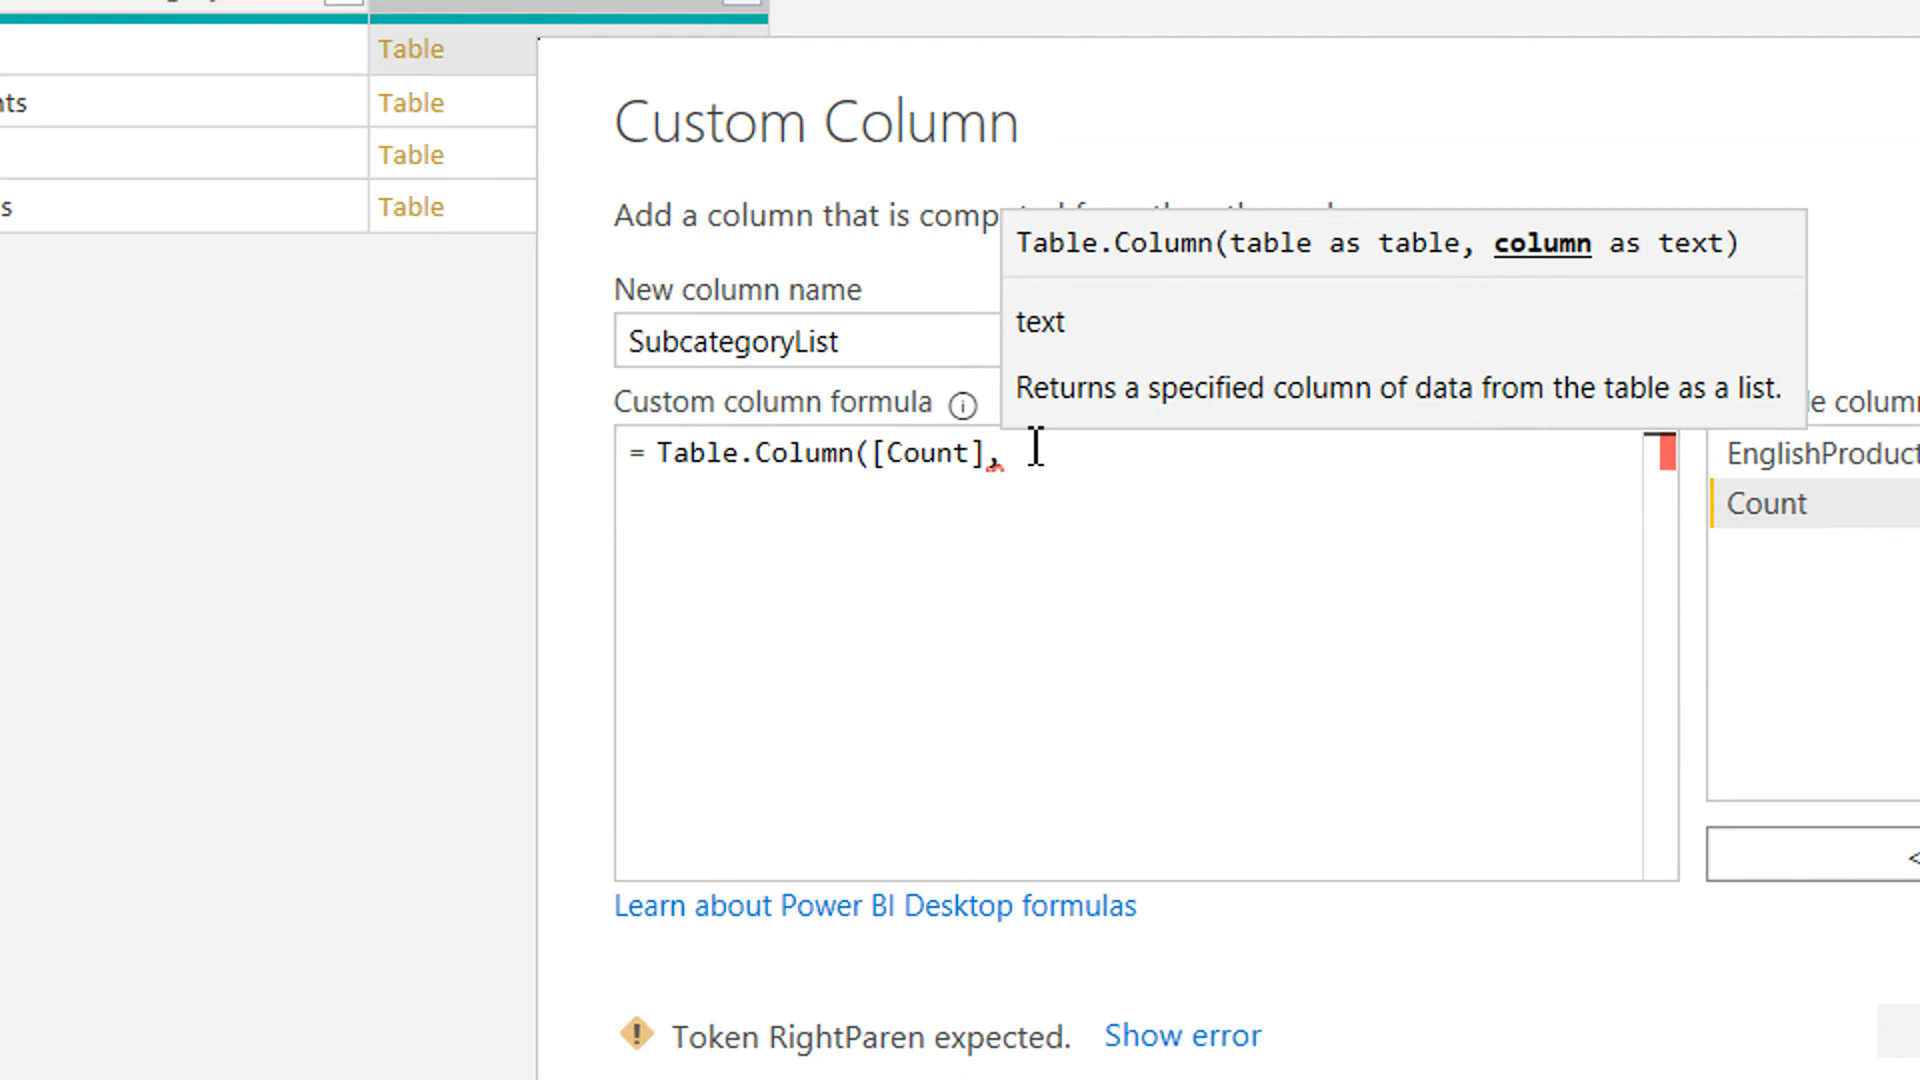 Table
nts Table
Table
s Table
Custom Column
Add a column that is comp
Table.Column(table as table, column as text)
text
Returns a specified column of data from the table as a list.
New column name
SubcategoryList
Custom column formula
e column
= Table.Column([Count],
EnglishProduct
Count
<
Learn about Power BI Desktop formulas
Token RightParen expected. Show error